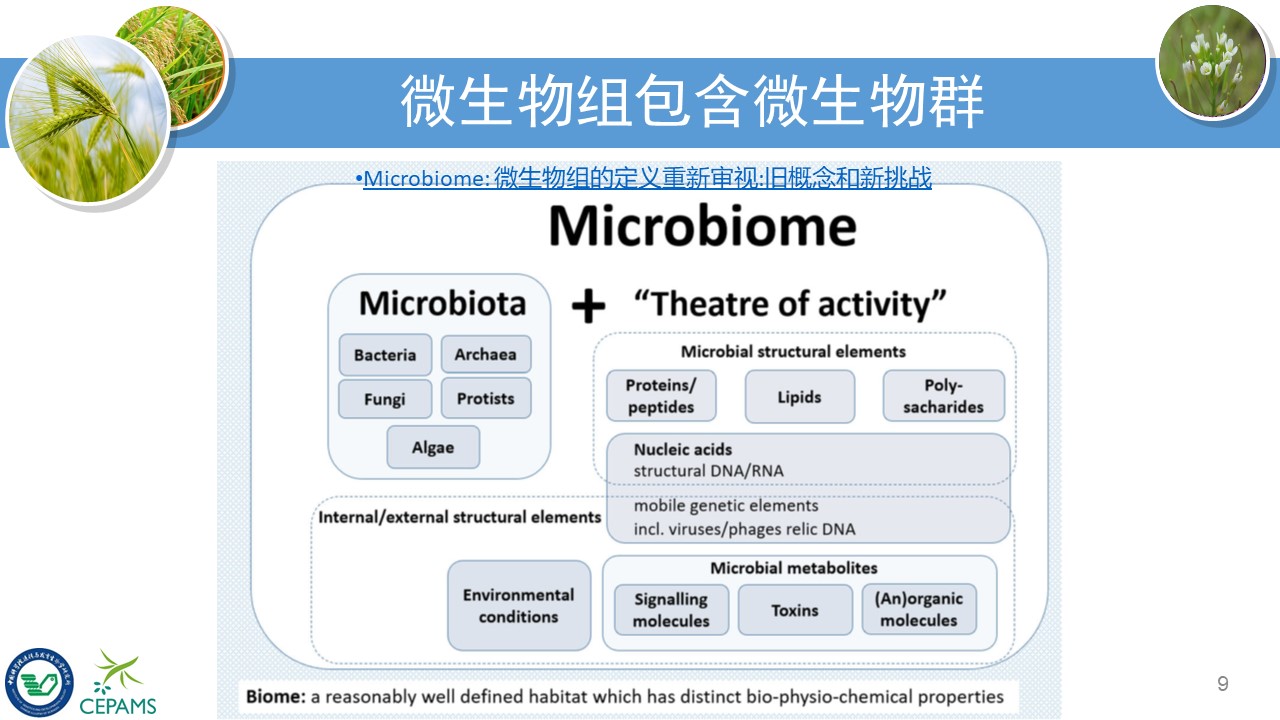 微生物组包含微生物群
•Microbiome: 微生物组的定义重新审视:旧概念和新挑战
Microbiome
Microbiota + “Theatre of activity”
Bacteria
Archaea
Fungi
Protists
Algae
Microbial structural elements
Proteins/
peptides
Lipids
Poly-
sacharides
Nucleic acids
structural DNA/RNA
mobile genetic elements
incl. viruses/phages relic DNA
Internal/external structural elements
Environmental
conditions
Microbial metabolites
Signalling
molecules
Toxins
(An)organic
molecules
Biome: a reasonably well defined habitat which has distinct bio-physio-chemical properties
CEPAMS
9